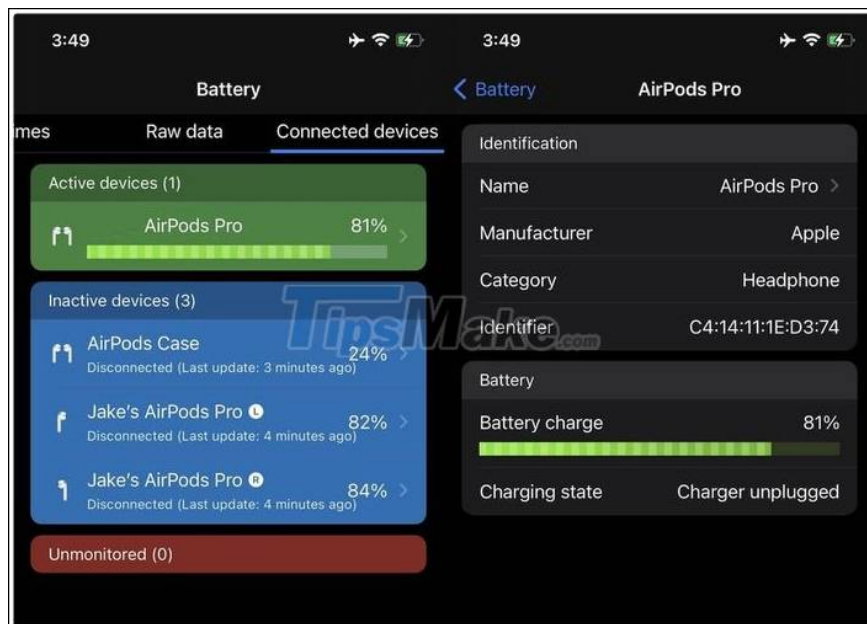 3:49
Battery
imes Raw data Connected devices
Active devices (1)
AirPods Pro 81%
Inactive devices (3)
AirPods Case
24%
Disconnected (Last update: 3 minutes ago)
Jake's AirPods Pro L
82%
Disconnected (Last update: 4 minutes ago)
Jake's AirPods Pro R
84%
Disconnected (Last update: 4 minutes ago)
Unmonitored (0)
3:49
Battery AirPods Pro
Identification
Name AirPods Pro
Manufacturer Apple
Category Headphone
Identifier C4:14:11:1E:D3:74
Battery
Battery charge 81%
Charging state Charger unplugged
TipsMake.com